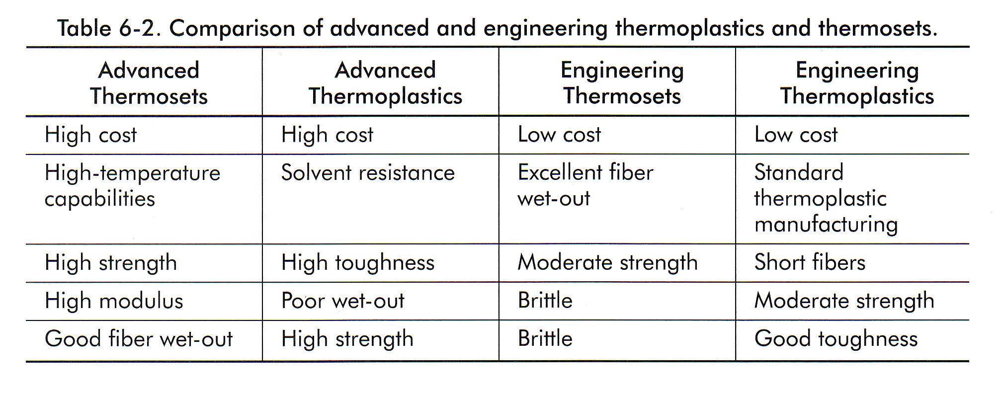 Table 6-2. Comparison of advanced and engineering thermoplastics and thermosets.
Advanced Thermosets
Advanced Thermoplastics
Engineering Thermosets
Engineering Thermoplastics
High cost
High cost
Low cost
Low cost
High-temperature
capabilities
Solvent resistance
Excellent fiber
wet-out
Standard
thermoplastic
manufacturing
High strength
High toughness
Moderate strength
Short fibers
High modulus
Poor wet-out
Brittle
Moderate strength
Good fiber wet-out
High strength
Brittle
Good toughness